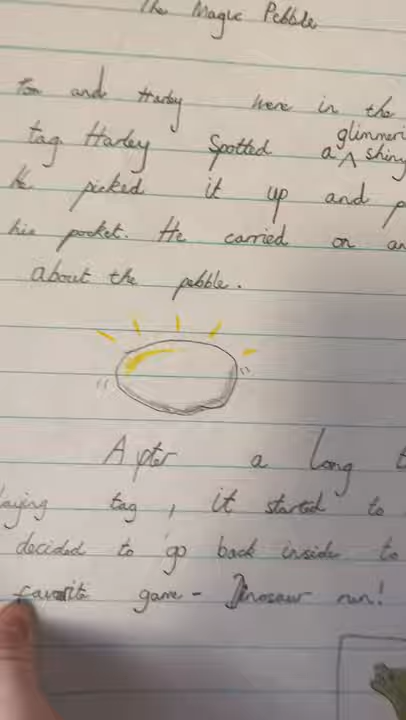 The Magic Pebble
Tom and Harley were in the
glimmeri
tag Harley Spotted a ^ shiny
He picked it up and p
his pocket. He carried on an
about the pebble.
After a long t
laying tag, it started to
decided to go back inside to
favorite game - Dinosaur run!